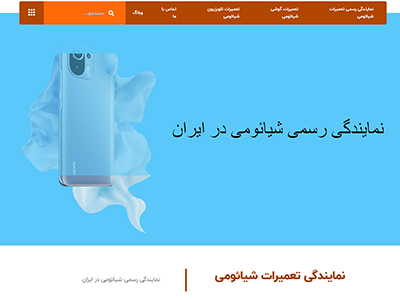 نمایندگی رسمی تعمیرات شیائومی
تعمیرات گوشی شیائومی
تعمیرات تلویزیون شیائومی
تماس با ما
وبلاگ
جستجو...
نمایندگی رسمی شیائومی در ایران
نمایندگی تعمیرات شیائومی
نمایندگی رسمی شیائومی در ایران